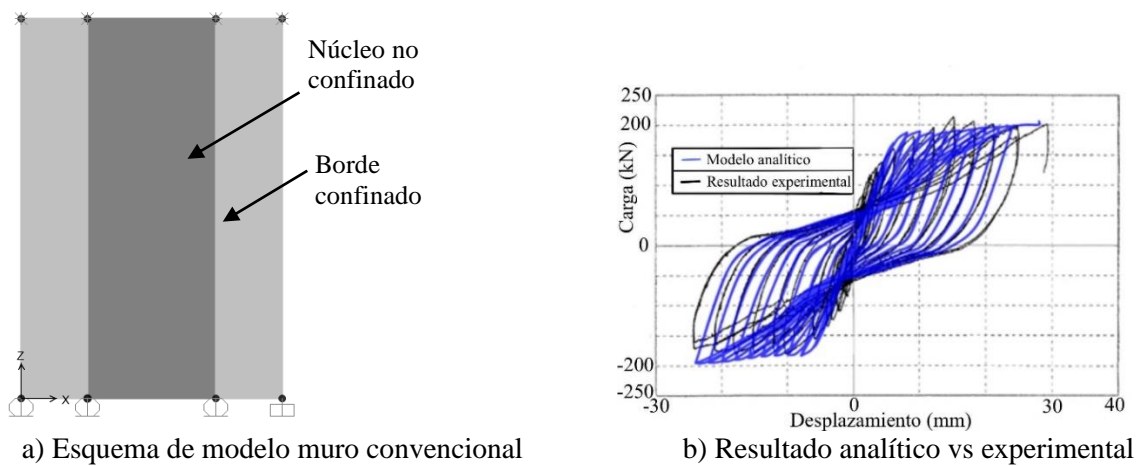 Núcleo no
confinado
Borde
confinado
Z
X
a) Esquema de modelo muro convencional
250
200
0
-200
-250
-30
0
30
40
Carga (kN)
Desplazamiento (mm)
Modelo analítico
Resultado experimental
b) Resultado analítico vs experimental